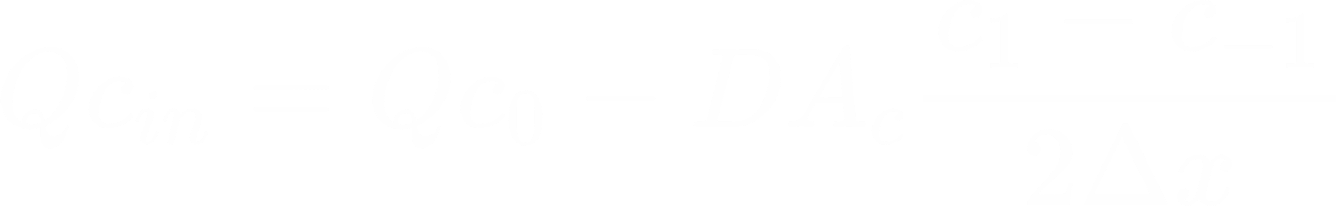 Qc_{in} = Qc_0 - DA_c \frac{c_1 - c_{-1}}{2\Delta x}